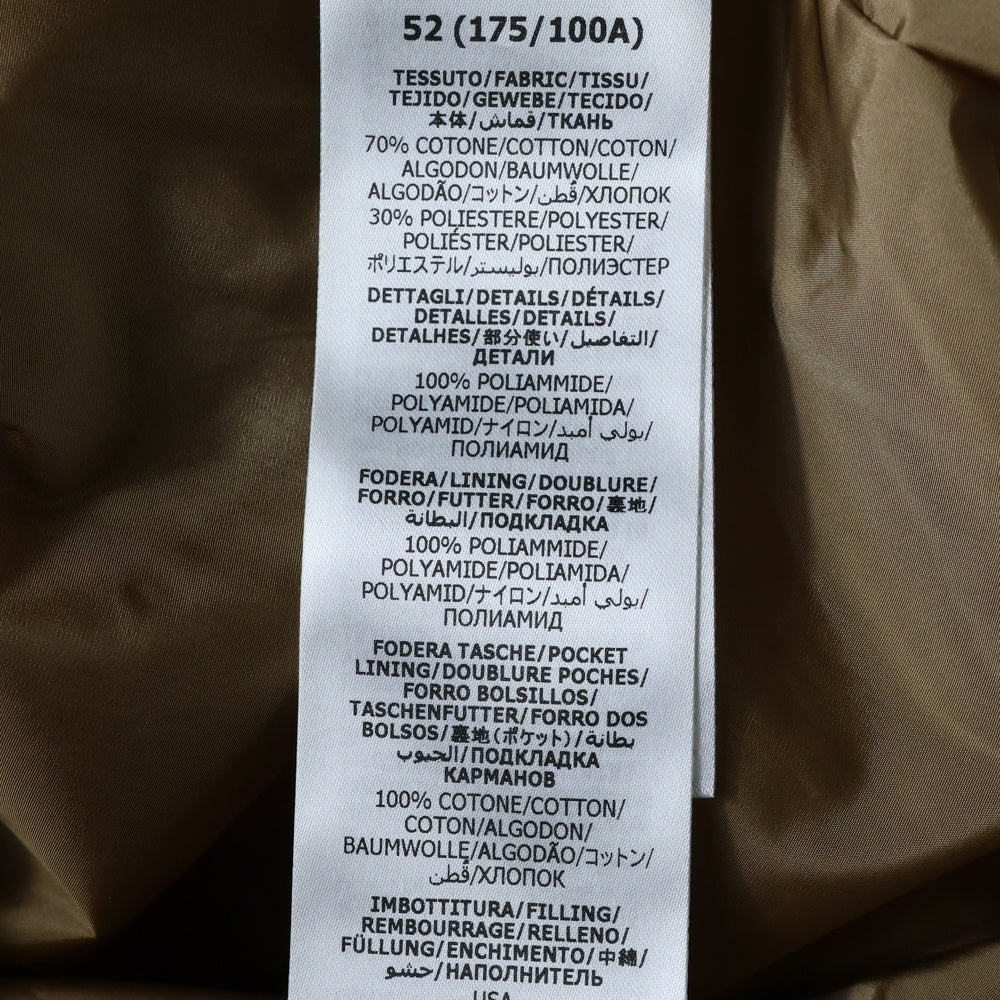 52 (175/100A)
TESSUTO/FABRIC/TISSU/
TEJIDO/GEWEBE/TECIDO/
本体/قماش/ТКАНЬ
70% COTONE/COTTON/COTON/
ALGODON/BAUMWOLLE/
ALGODÃO/コットン/قُطن/ХЛОПОК
30% POLIESTERE/POLYESTER/
POLIÉSTER/POLIESTER/
ポリエステル/بوليستر/ПОЛИЭСТЕР
DETTAGLI/DETAILS/DÉTAILS/
DETALLES/DETAILS/
DETALHES/部分使い/التفاصيل/
ДЕТАЛИ
100% POLIAMMIDE/
POLYAMIDE/POLIAMIDA/
POLYAMID/ナイロン/بولي أميد/
ПОЛИАМИД
FODERA/LINING/DOUBLURE/
FORRO/FUTTER/FORRO/裏地/
البطانة/ПОДКЛАДКА
100% POLIAMMIDE/
POLYAMIDE/POLIAMIDA/
POLYAMID/ナイロン/بولي أميد/
ПОЛИАМИД
FODERA TASCHE/POCKET
LINING/DOUBLURE POCHES/
FORRO BOLSILLOS/
TASCHENFUTTER/FORRO DOS
BOLSOS/裏地(ポケット)/بطانة
الجيوب/ПОДКЛАДКА
КАРМАНОВ
100% COTONE/COTTON/
COTON/ALGODON/
BAUMWOLLE/ALGODÃO/コットン/
قُطن/ХЛОПОК
IMBOTTITURA/FILLING/
REMBOURRAGE/RELLENO/
FÜLLUNG/ENCHIMENTO/中綿/
حشو/НАПОЛНИТЕЛЬ
USA